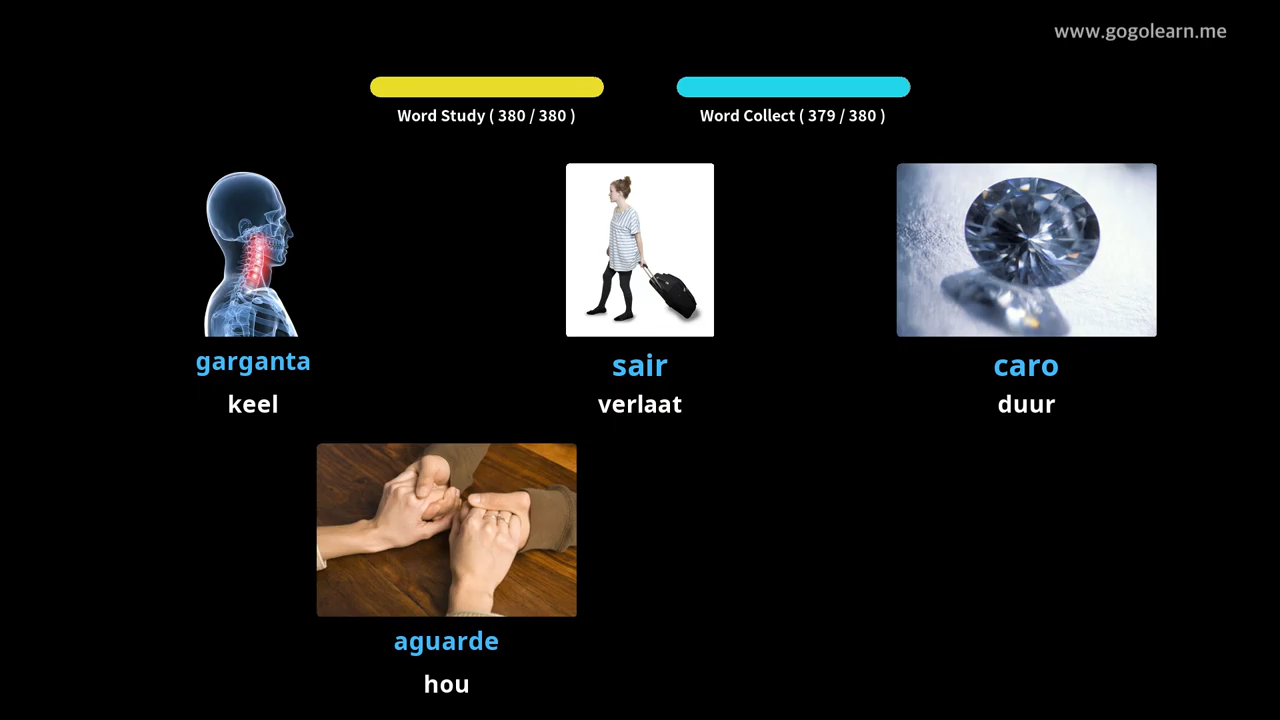 www.gogolearn.me
Word Study ( 380 / 380 )
Word Collect ( 379 / 380 )
garganta
keel
sair
verlaat
caro
duur
aguarde
hou